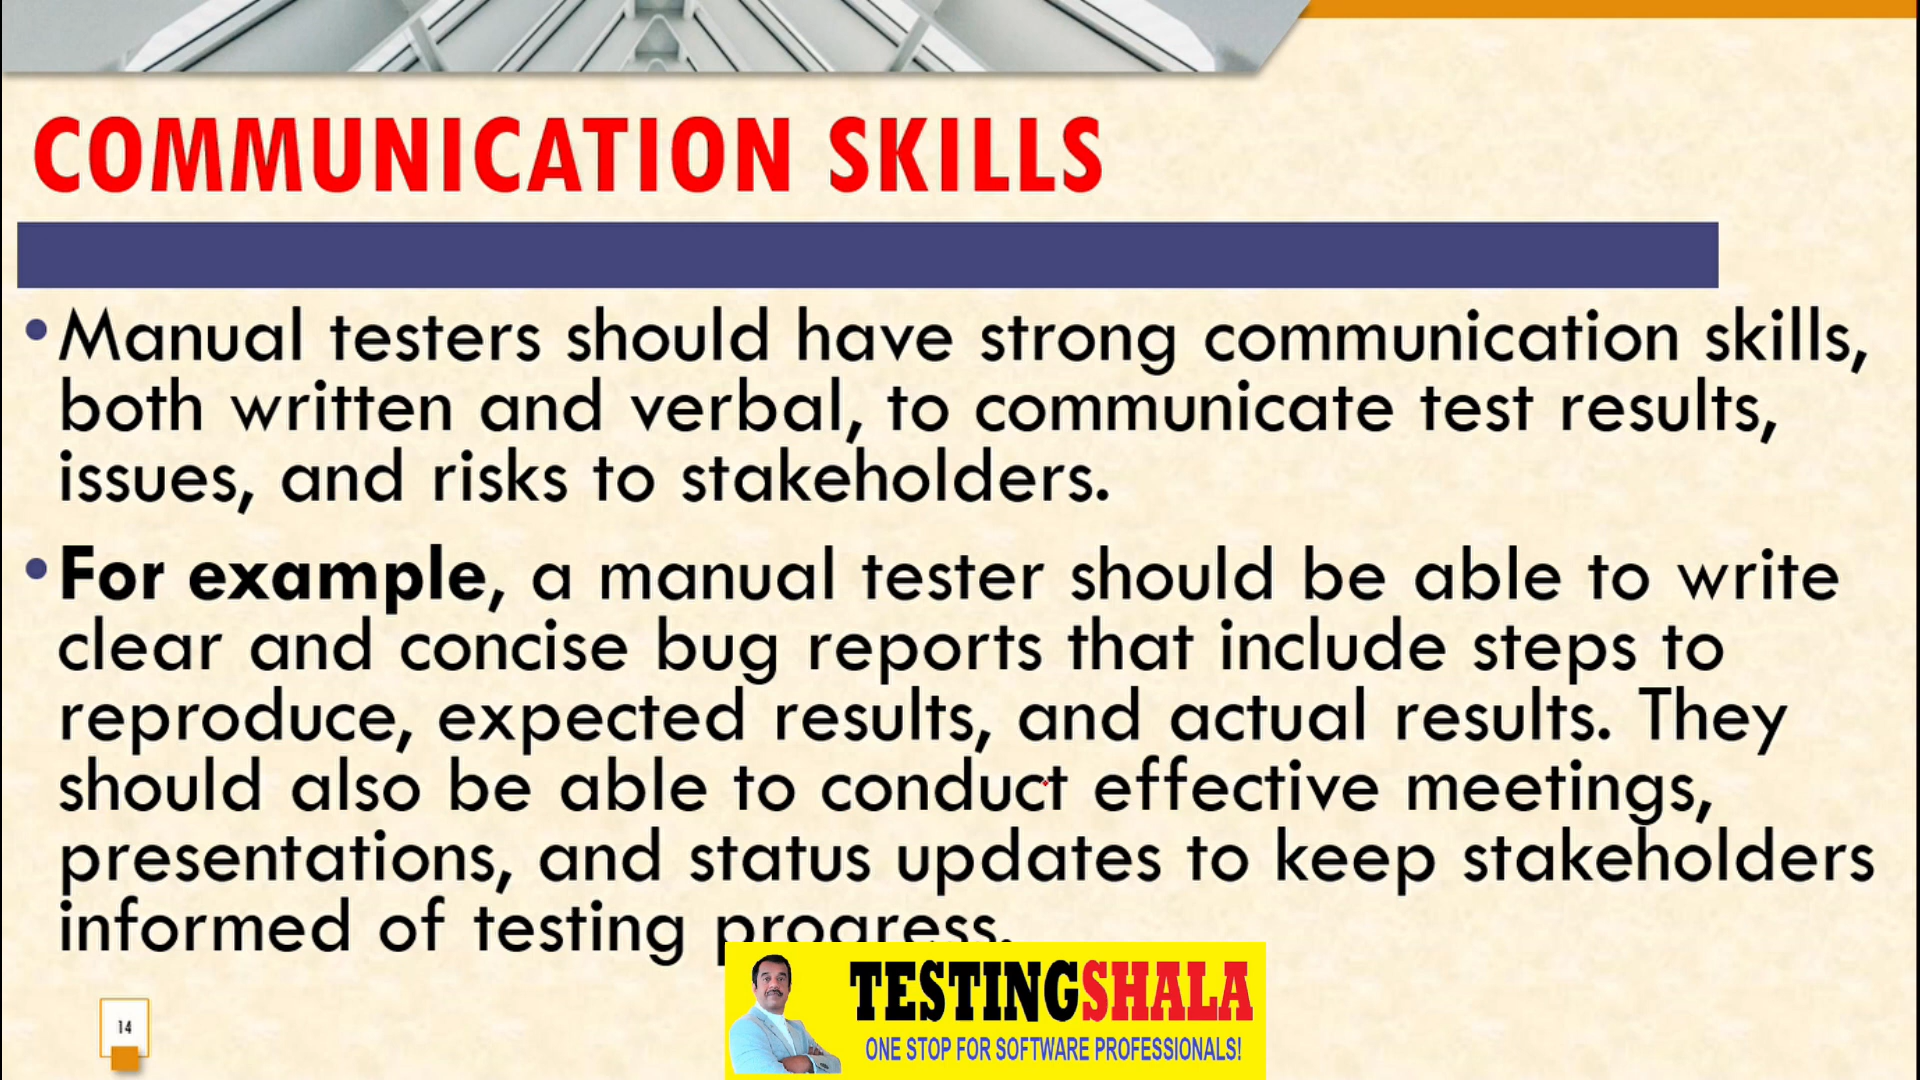 COMMUNICATION SKILLS
•Manual testers should have strong communication skills,
both written and verbal, to communicate test results,
issues, and risks to stakeholders.
•For example, a manual tester should be able to write
clear and concise bug reports that include steps to
reproduce, expected results, and actual results. They
should also be able to conduct effective meetings,
presentations, and status updates to keep stakeholders
informed of testing progress.
14
TESTINGSHALA
ONE STOP FOR SOFTWARE PROFESSIONALS!